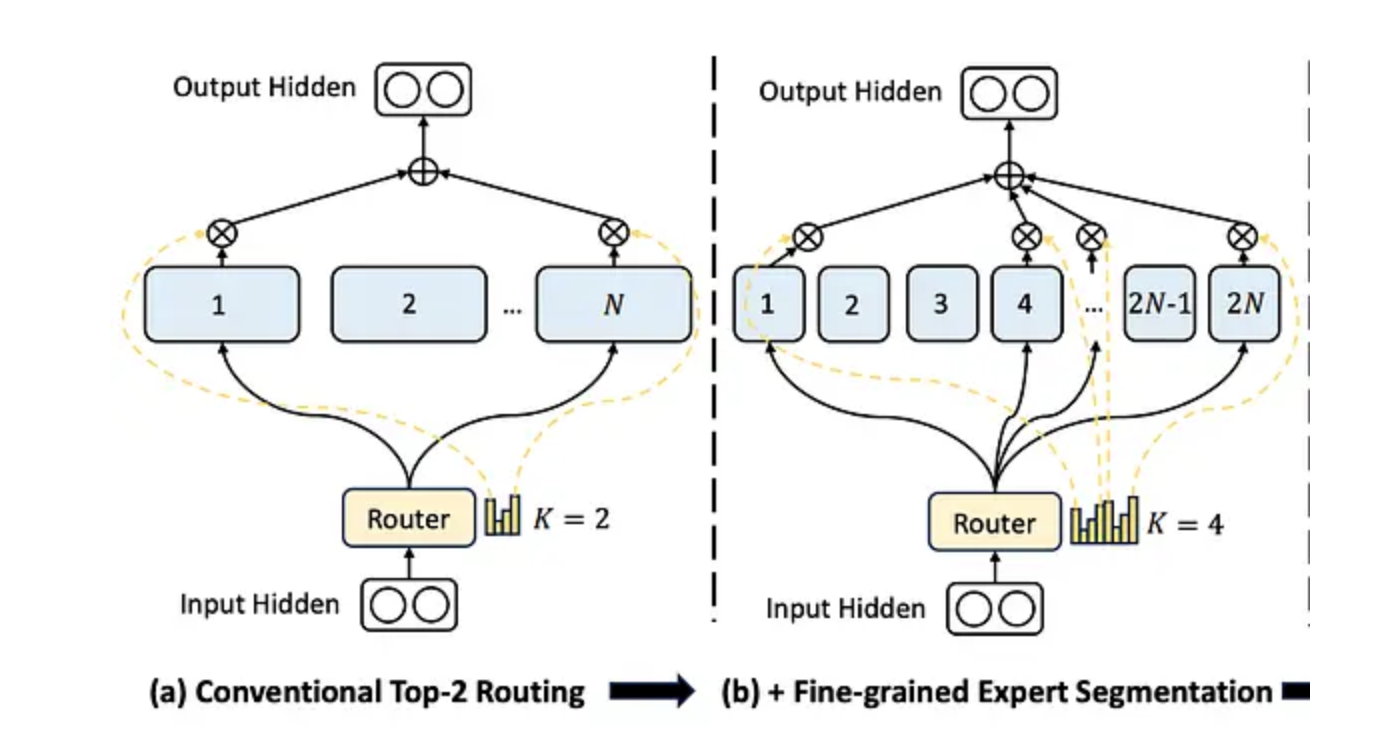 Output Hidden
1
2
...
N
Router
K = 2
Input Hidden
(a) Conventional Top-2 Routing
Output Hidden
1
2
3
4
...
2N-1
2N
Router
K = 4
Input Hidden
(b) + Fine-grained Expert Segmentation